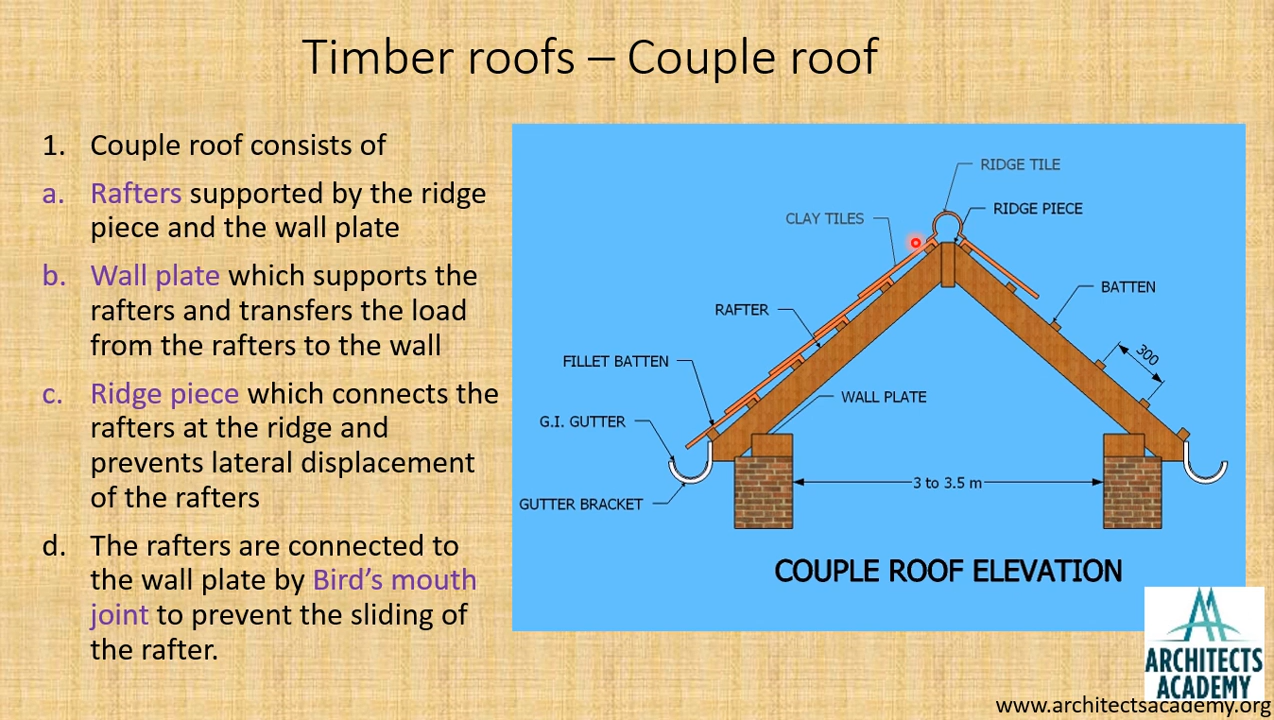 Timber roofs – Couple roof
1. Couple roof consists of
a. Rafters supported by the ridge
piece and the wall plate
b. Wall plate which supports the
rafters and transfers the load
from the rafters to the wall
c. Ridge piece which connects the
rafters at the ridge and
prevents lateral displacement
of the rafters
d. The rafters are connected to
the wall plate by Bird's mouth
joint to prevent the sliding of
the rafter.
RIDGE TILE
RIDGE PIECE
CLAY TILES
BATTEN
RAFTER
300
FILLET BATTEN
WALL PLATE
G.I. GUTTER
3 to 3.5 m
GUTTER BRACKET
COUPLE ROOF ELEVATION
ARCHITECTS
ACADEMY
www.architectsacademy.org